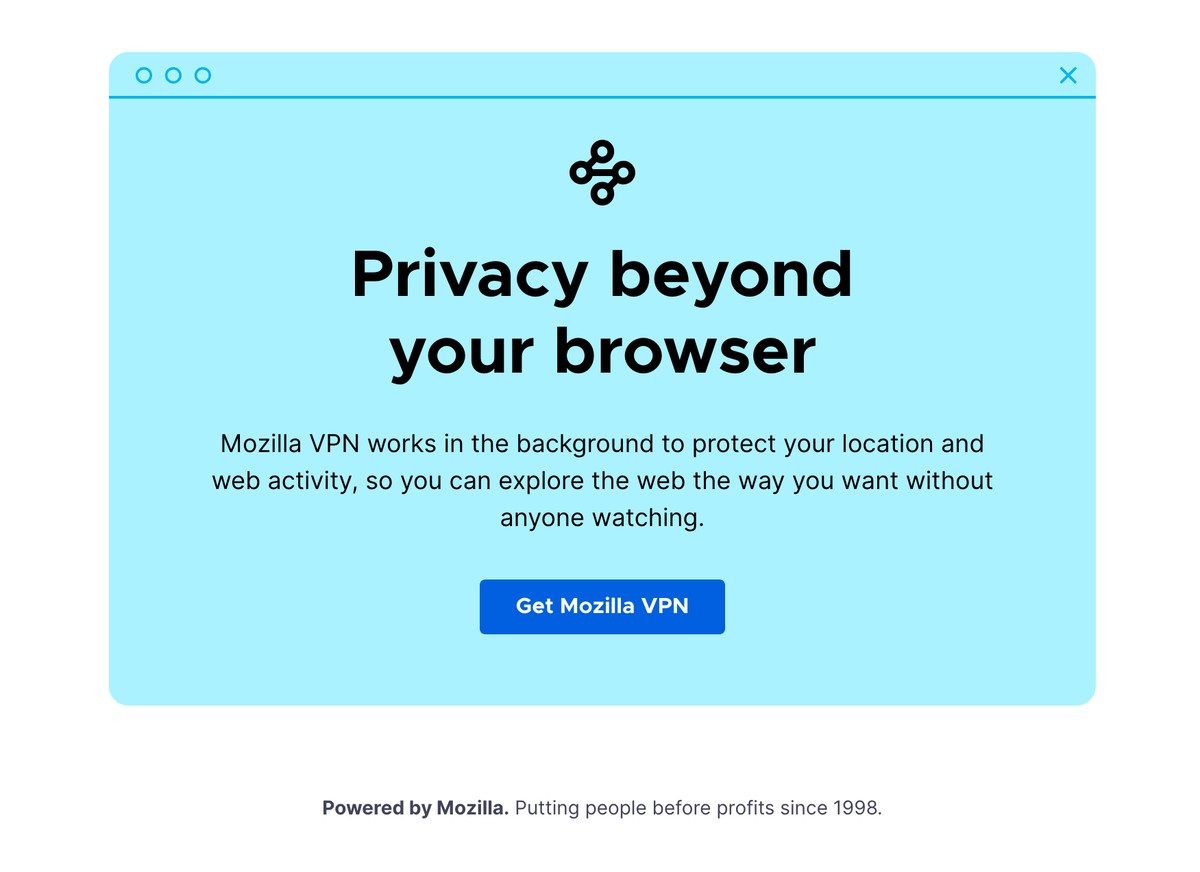 Privacy beyond
your browser
Mozilla VPN works in the background to protect your location and
web activity, so you can explore the web the way you want without
anyone watching.
Get Mozilla VPN
Powered by Mozilla. Putting people before profits since 1998.